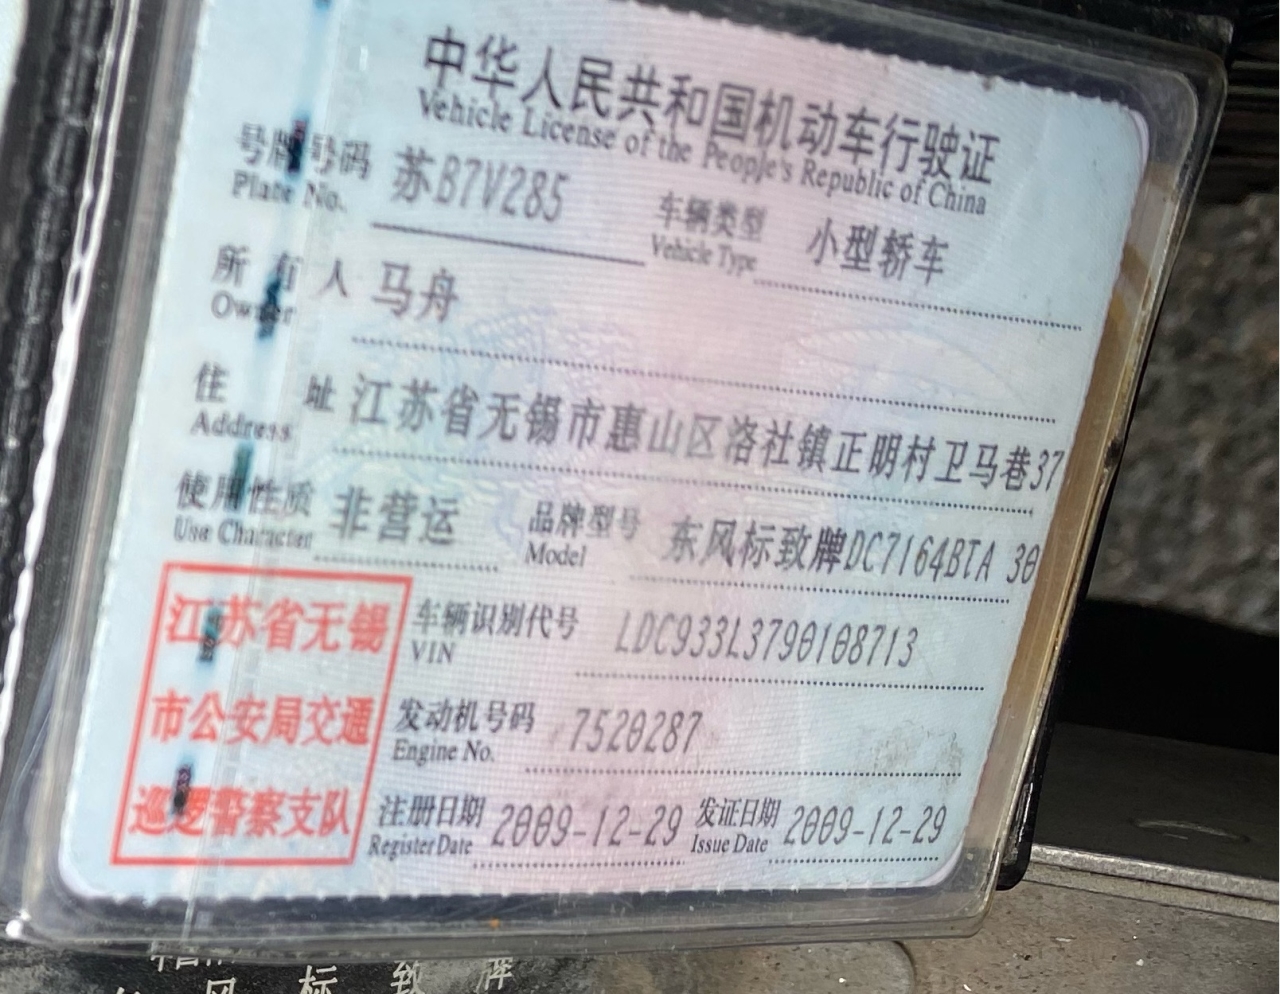 中华人民共和国机动车行驶证
Vehicle License of the People's Republic of China
号牌号码 苏B7V285 车辆类型 小型轿车
Plate No. Vehicle Type
所有人 马舟
Owner
住址 江苏省无锡市惠山区洛社镇正明村卫马巷37
Address
使用性质 非营运 品牌型号 东风标致牌DC7164BTA 30
Use Character Model
江苏省无锡
市公安局交通
巡逻警察支队
车辆识别代号 LDC933L3790108713
VIN
发动机号码 7520287
Engine No.
注册日期 2009-12-29 发证日期 2009-12-29
Register Date Issue Date
风标致牌